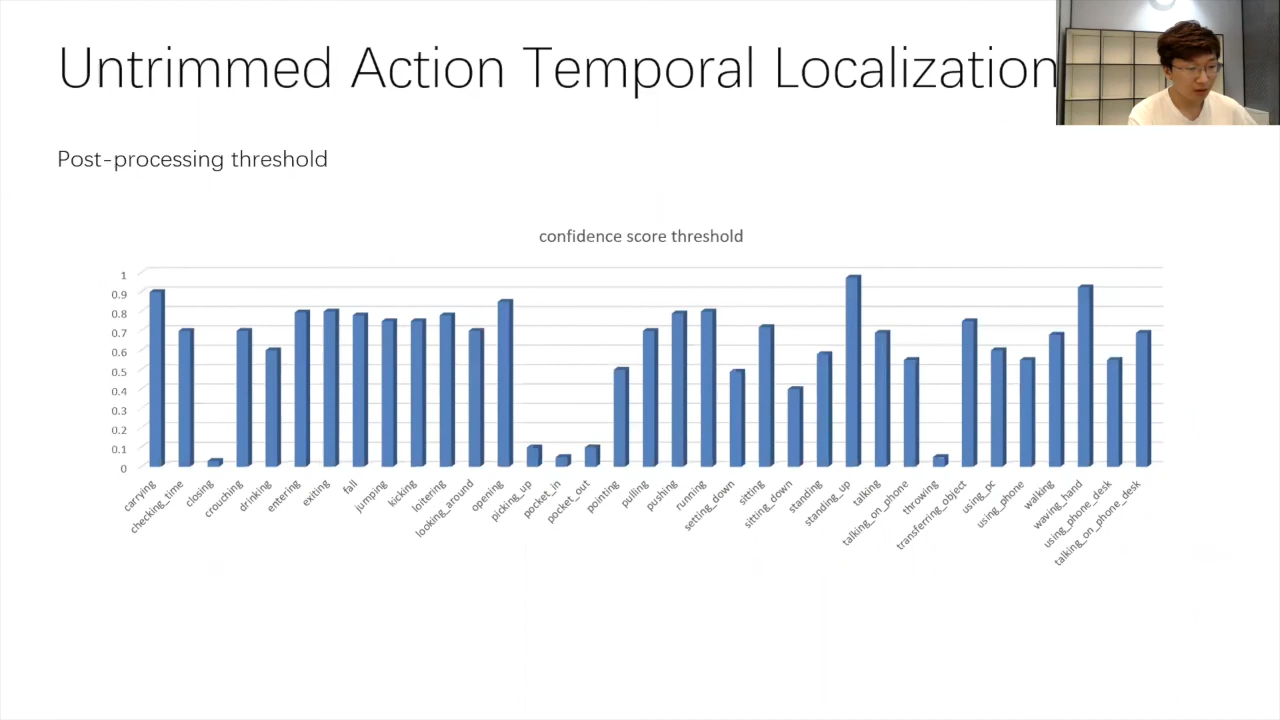 Untrimmed Action Temporal Localization
Post-processing threshold
confidence score threshold
1
0.9
0.8
0.7
0.6
0.5
0.4
0.3
0.2
0.1
0
carrying
checking_time
closing
crouching
drinking
entering
exiting
fall
jumping
kicking
loitering
looking_around
opening
picking_up
pocket_in
pocket_out
pointing
pulling
pushing
running
setting_down
sitting
sitting_down
standing
standing_up
talking
talking_on_phone
throwing
transferring_object
using_pc
using_phone
walking
waving_hand
using_phone_desk
talking_on_phone_desk